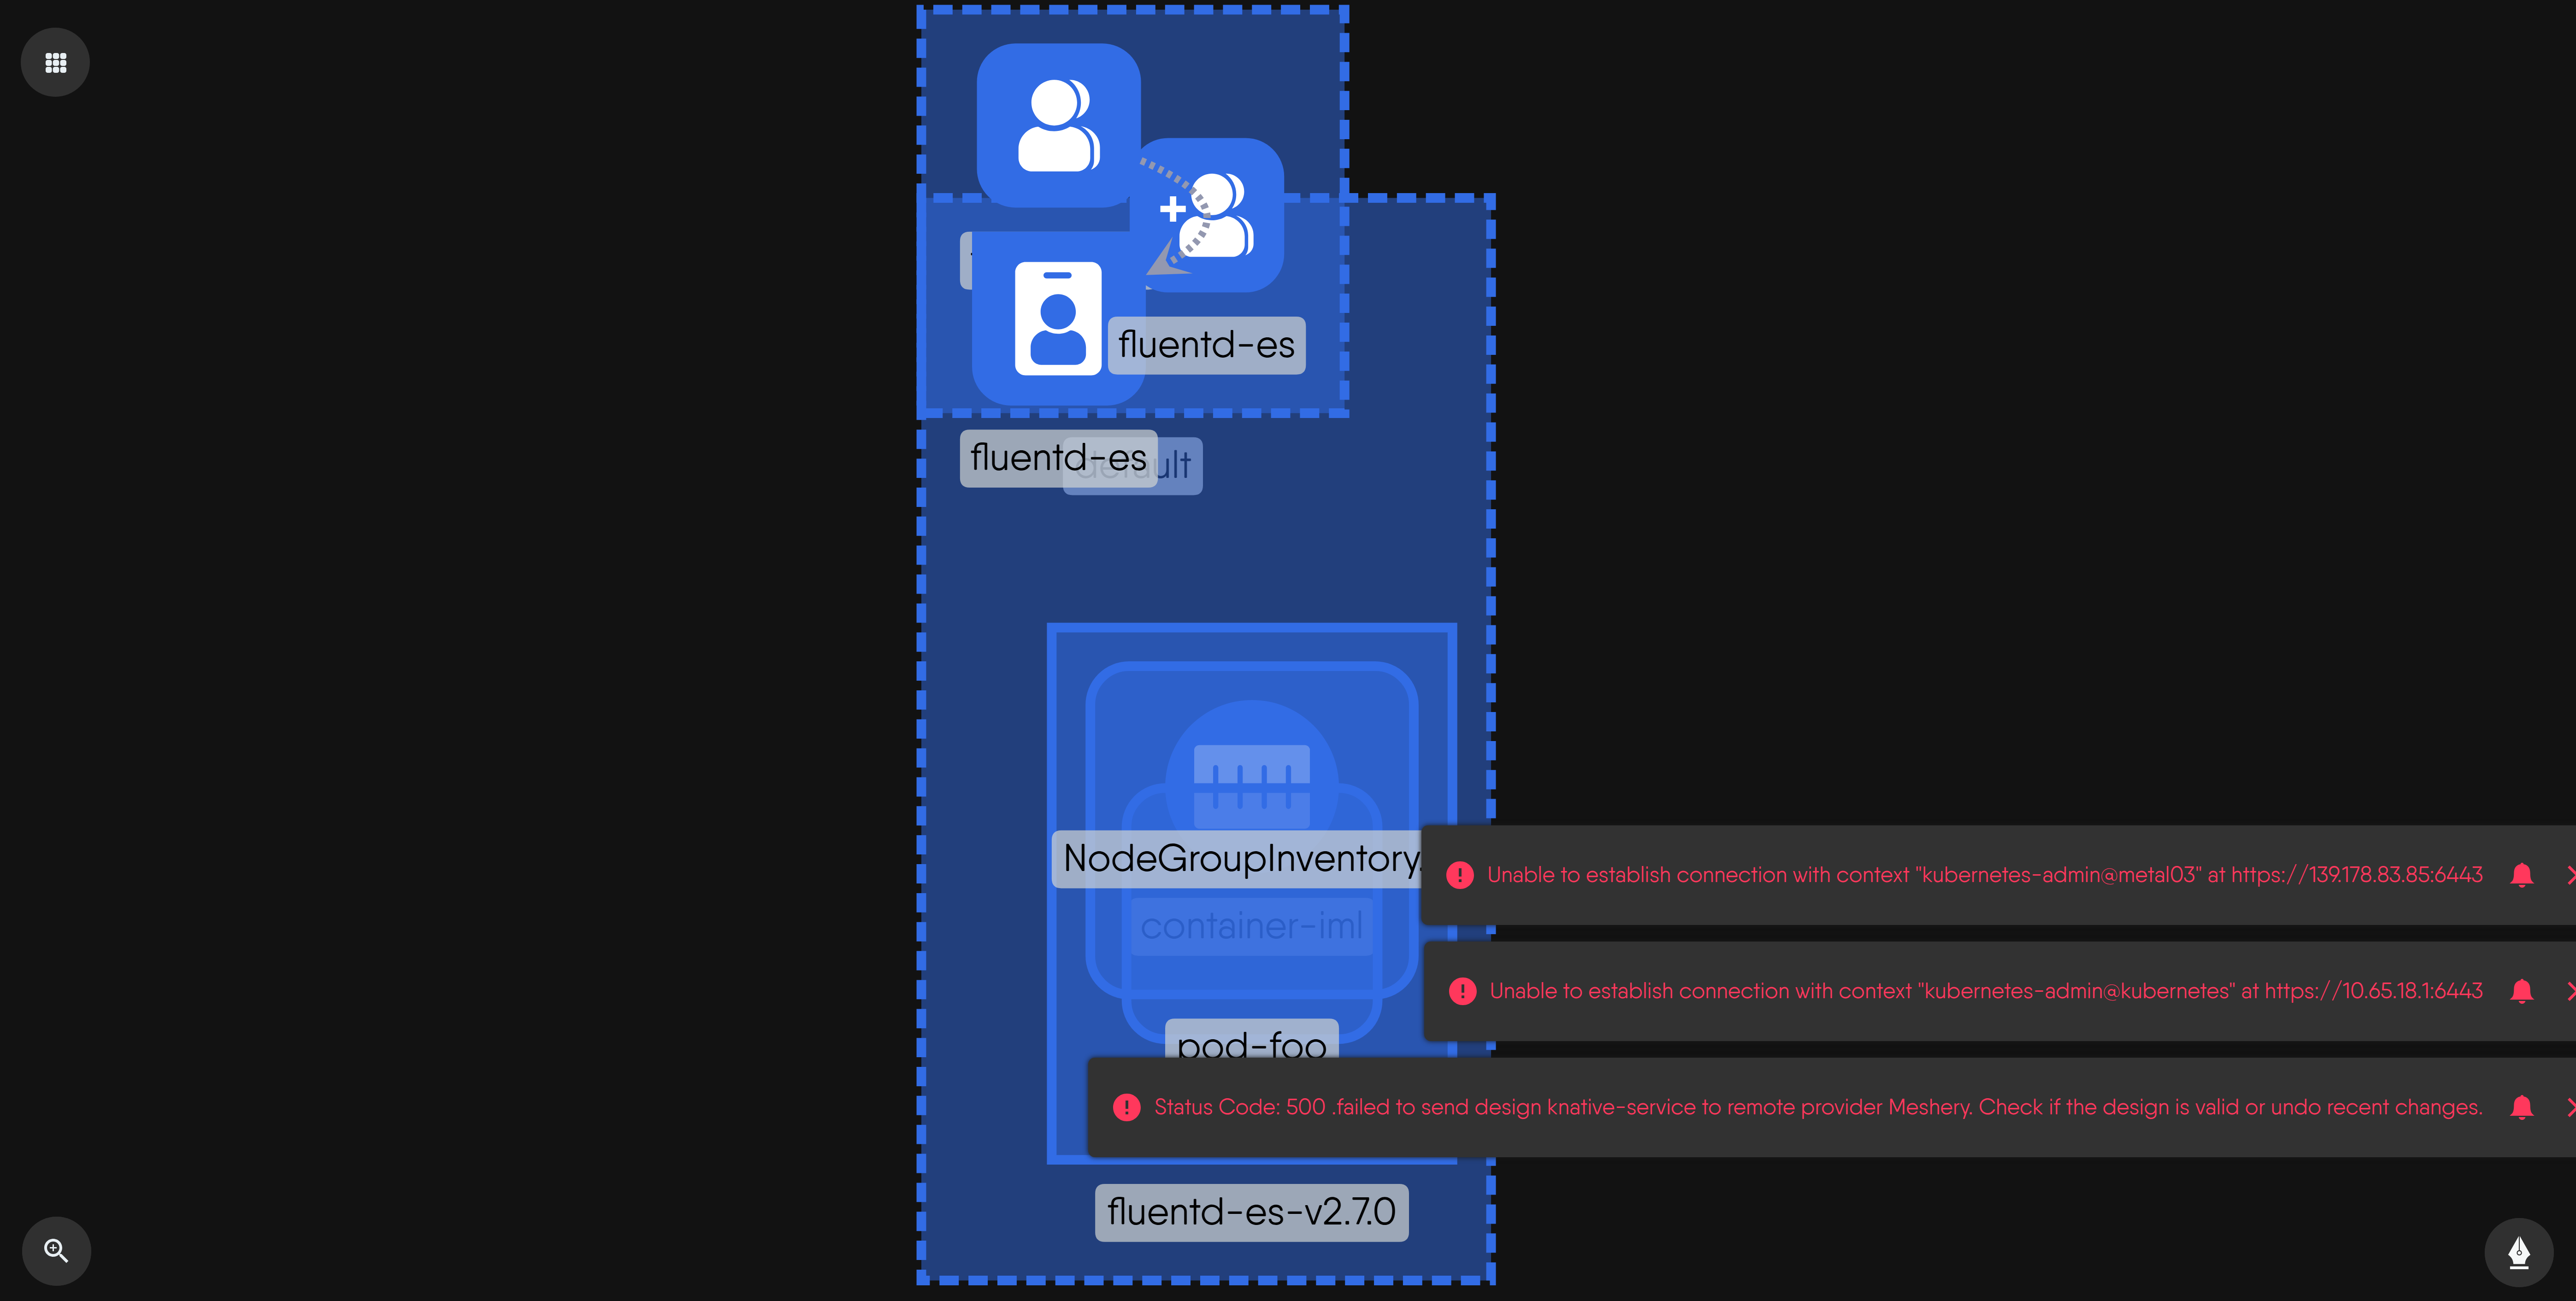 fluentd-es
fluentd-es
default
NodeGroupInventory
Unable to establish connection with context "kubernetes-admin@metal03" at https://139.178.83.85:6443
container-iml
Unable to establish connection with context "kubernetes-admin@kubernetes" at https://10.65.18.1:6443
pod-foo
Status Code: 500 .failed to send design knative-service to remote provider Meshery. Check if the design is valid or undo recent changes.
fluentd-es-v2.7.0